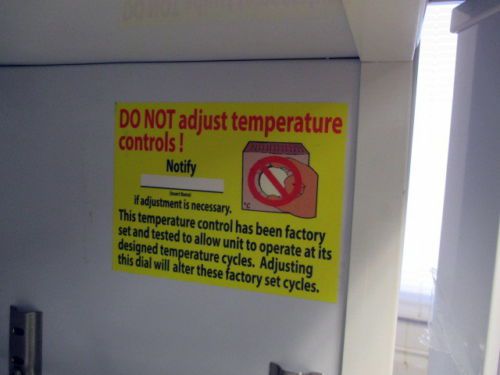 DO NOT adjust temperature
controls !
Notify
(Insert Name)
if adjustment is necessary.
°C
This temperature control has been factory
set and tested to allow unit to operate at its
designed temperature cycles. Adjusting
this dial will alter these factory set cycles.